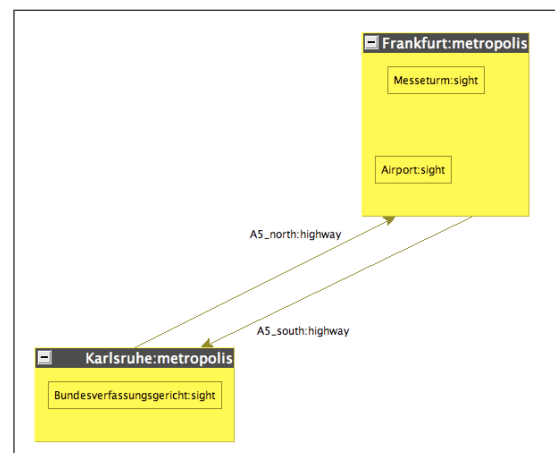 Frankfurt:metropolis
Messeturm:sight
Airport:sight
A5_north:highway
A5_south:highway
Karlsruhe:metropolis
Bundesverfassungsgericht:sight